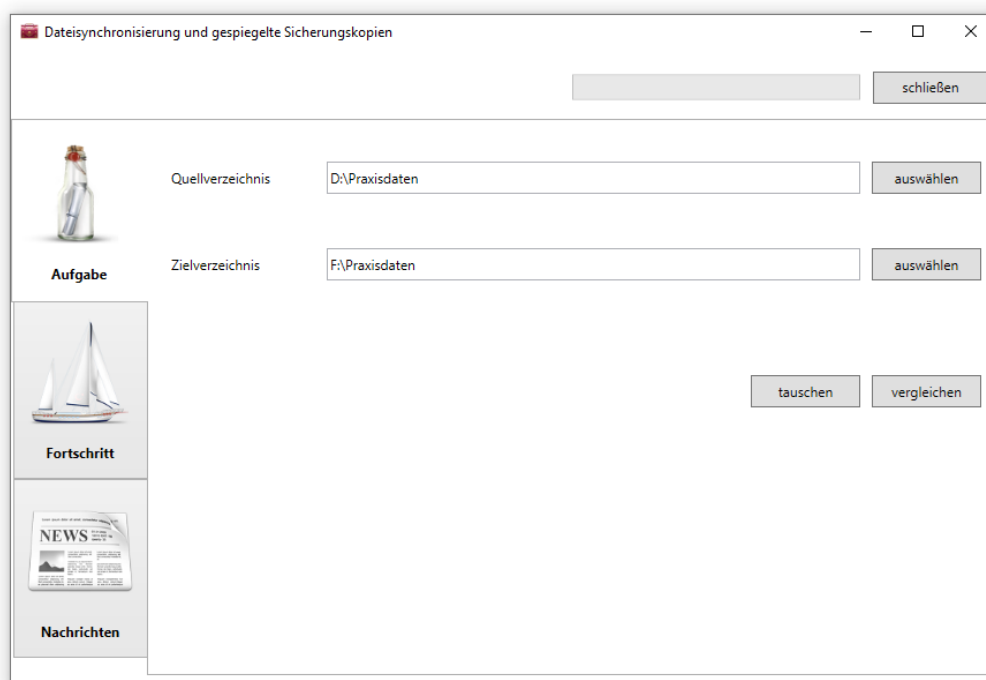 Dateisynchronisierung und gespiegelte Sicherungskopien
schließen
Quellverzeichnis D:\Praxisdaten auswählen
Aufgabe
Zielverzeichnis F:\Praxisdaten auswählen
tauschen vergleichen
Fortschritt
NEWS
Nachrichten